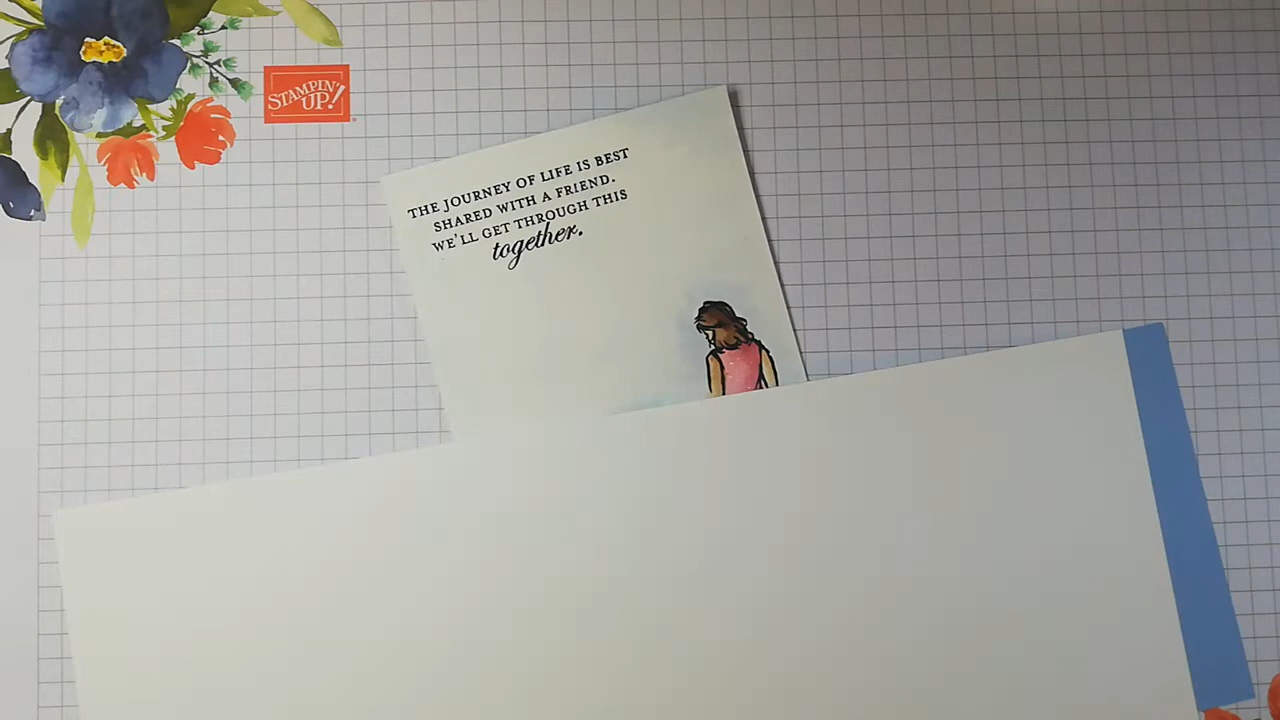 STAMPIN' UP!
THE JOURNEY OF LIFE IS BEST
SHARED WITH A FRIEND.
WE'LL GET THROUGH THIS
together.